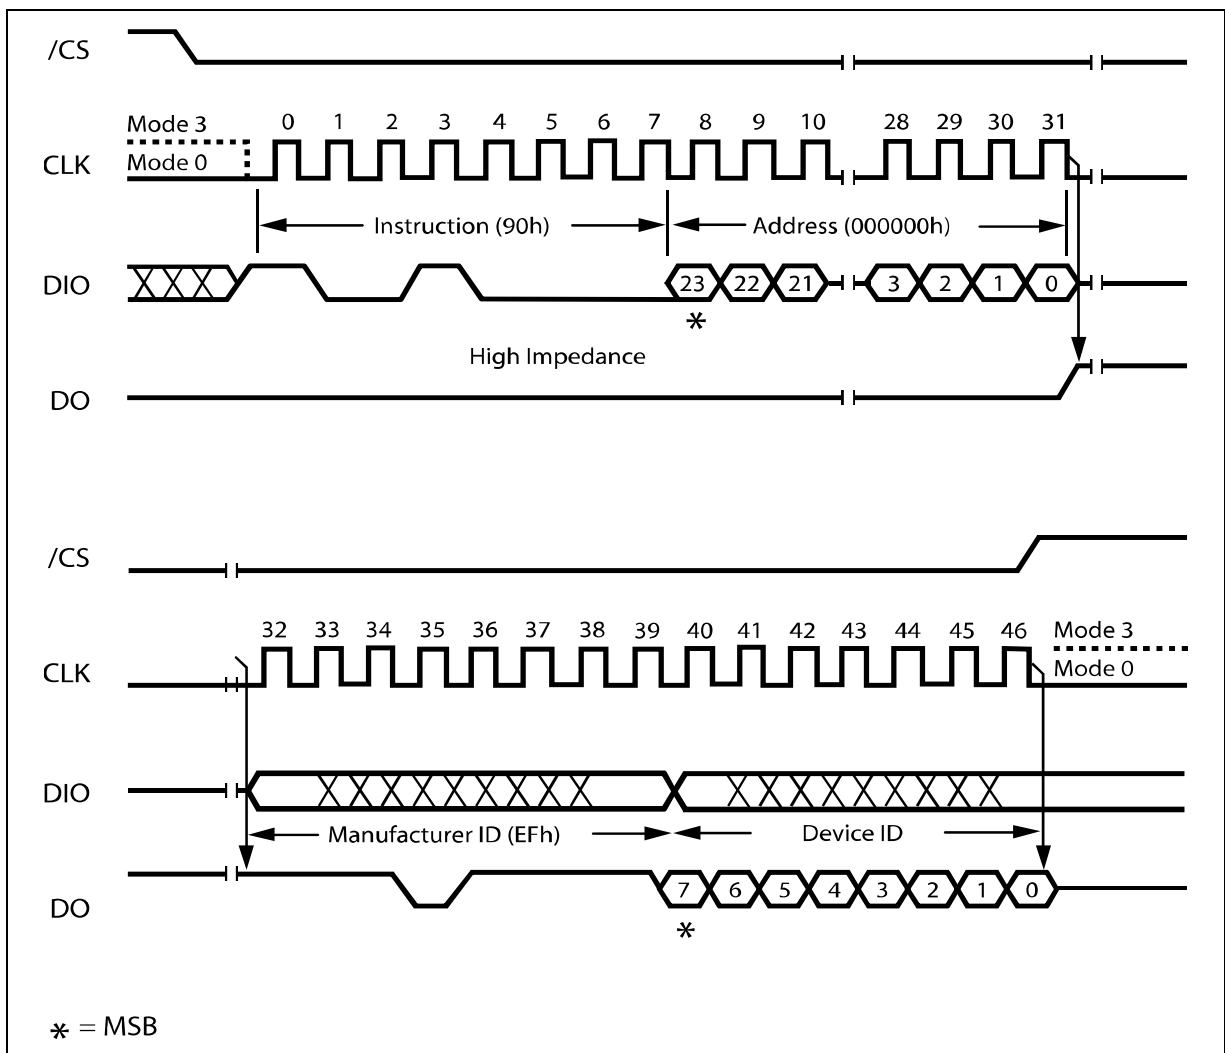 /CS
Mode 3
0 1 2 3 4 5 6 7 8 9 10 28 29 30 31
Mode 0
CLK
Instruction (90h) Address (000000h)
DIO
23 22 21 3 2 1 0
*
High Impedance
DO
/CS
32 33 34 35 36 37 38 39 40 41 42 43 44 45 46 Mode 3
CLK
Mode 0
DIO
Manufacturer ID (EFh) Device ID
DO
7 6 5 4 3 2 1 0
*
* = MSB